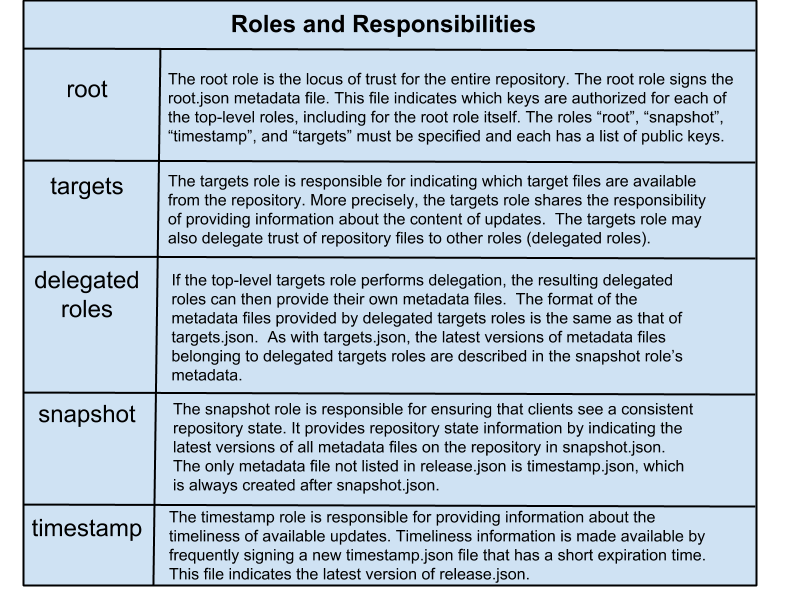 Roles and Responsibilities
root
The root role is the locus of trust for the entire repository. The root role signs the
root.json metadata file. This file indicates which keys are authorized for each of
the top-level roles, including for the root role itself. The roles “root”, “snapshot”,
“timestamp”, and “targets” must be specified and each has a list of public keys.
targets
The targets role is responsible for indicating which target files are available
from the repository. More precisely, the targets role shares the responsibility
of providing information about the content of updates.  The targets role may
also delegate trust of repository files to other roles (delegated roles).
delegated
roles
If the top-level targets role performs delegation, the resulting delegated
roles can then provide their own metadata files.  The format of the
metadata files provided by delegated targets roles is the same as that of
targets.json.  As with targets.json, the latest versions of metadata files
belonging to delegated targets roles are described in the snapshot role’s
metadata.
snapshot
The snapshot role is responsible for ensuring that clients see a consistent
repository state. It provides repository state information by indicating the
latest versions of all metadata files on the repository in snapshot.json.
The only metadata file not listed in release.json is timestamp.json, which
is always created after snapshot.json.
timestamp
The timestamp role is responsible for providing information about the
timeliness of available updates. Timeliness information is made available by
frequently signing a new timestamp.json file that has a short expiration time.
This file indicates the latest version of release.json.